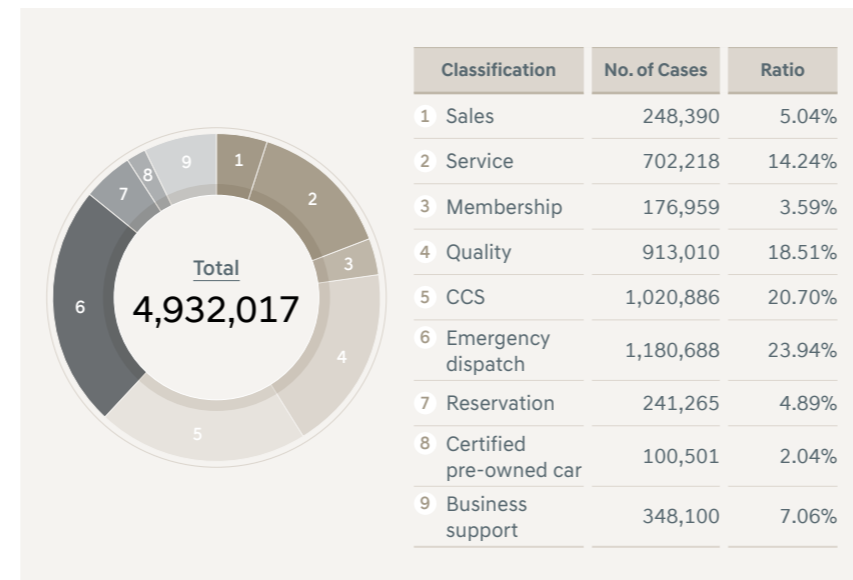 Total
4,932,017
1
2
3
4
5
6
7
8
9
Classification No. of Cases Ratio
1 Sales 248,390 5.04%
2 Service 702,218 14.24%
3 Membership 176,959 3.59%
4 Quality 913,010 18.51%
5 CCS 1,020,886 20.70%
6 Emergency
dispatch 1,180,688 23.94%
7 Reservation 241,265 4.89%
8 Certified
pre-owned car 100,501 2.04%
9 Business
support 348,100 7.06%